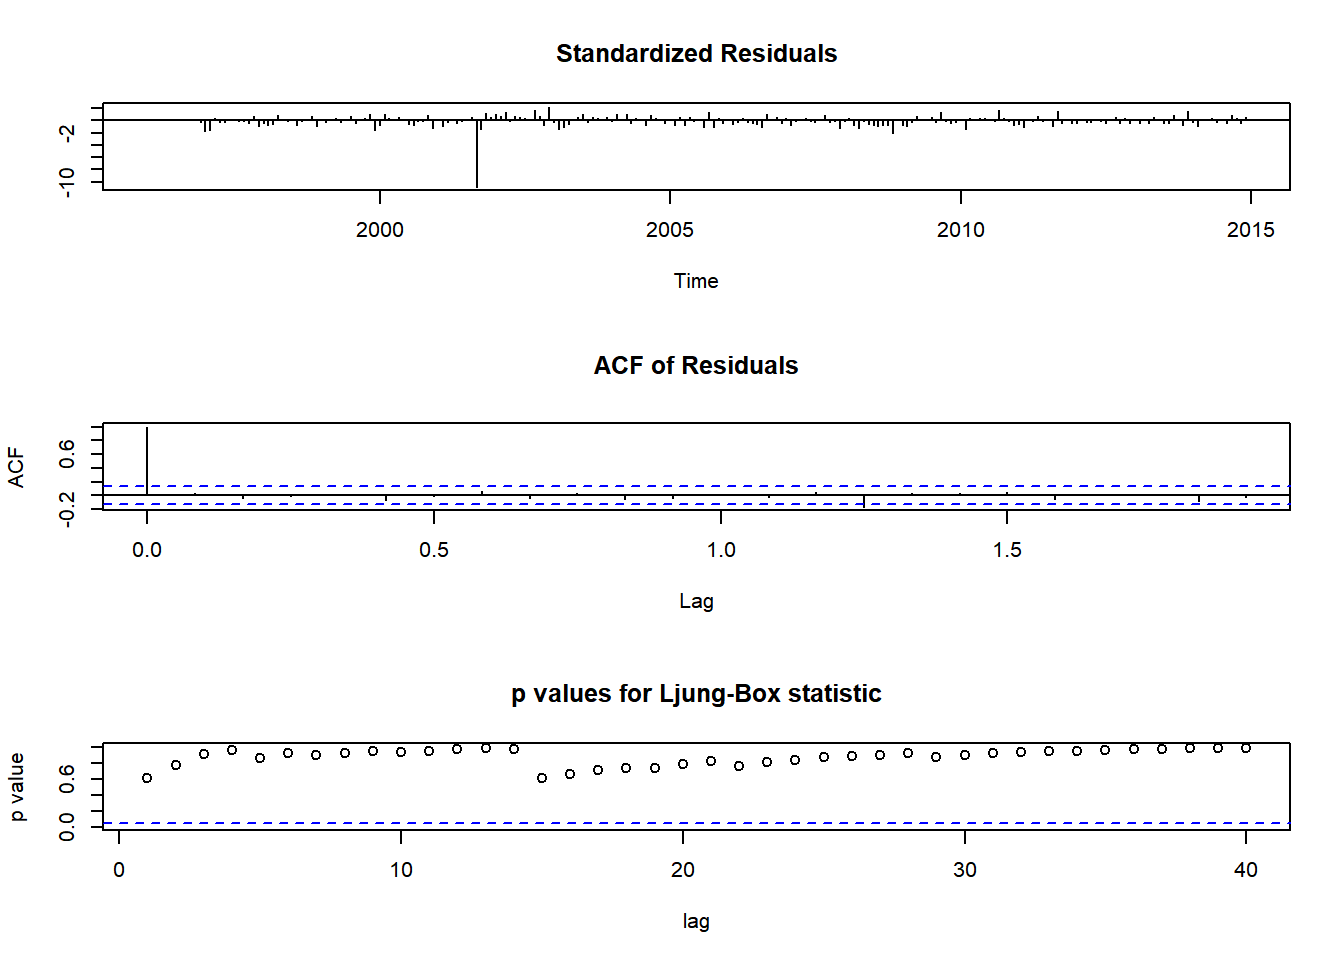 Standardized Residuals
-2
-10
2000 2005 2010 2015
Time
ACF of Residuals
ACF
0.6
-0.2
0.0 0.5 1.0 1.5
Lag
p values for Ljung-Box statistic
p value
0.6
0.0
0 10 20 30 40
lag